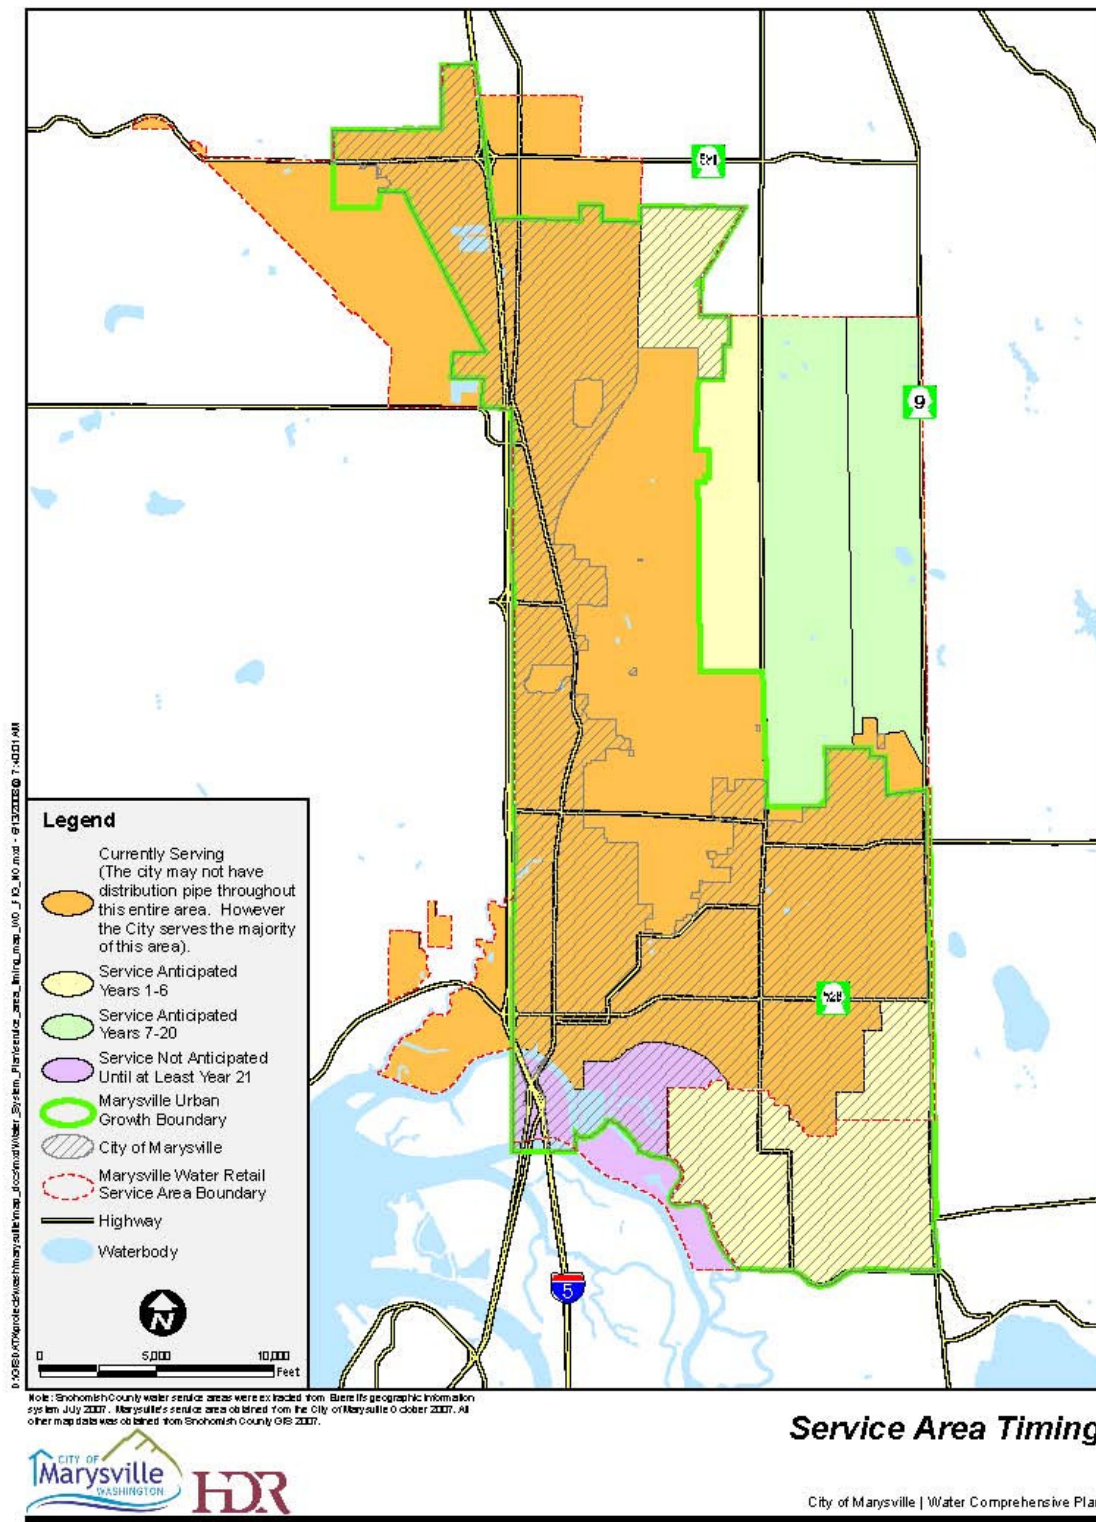 531
9
528
5
Legend
Currently Serving
(The city may not have
distribution pipe throughout
this entire area. However
the City serves the majority
of this area).
Service Anticipated
Years 1-6
Service Anticipated
Years 7-20
Service Not Anticipated
Until at Least Year 21
Marysville Urban
Growth Boundary
City of Marysville
Marysville Water Retail
Service Area Boundary
Highway
Waterbody
N
0 5,000 10,000
Feet
Note: Snohomish County water service areas were extracted from Everett's geographic information
system July 2007. Marysville's service area obtained from the City of Marysville October 2007. All
other map data was obtained from Snohomish County GIS 2007.
Service Area Timing
CITY OF
Marysville
WASHINGTON
HDR
City of Marysville | Water Comprehensive Plan